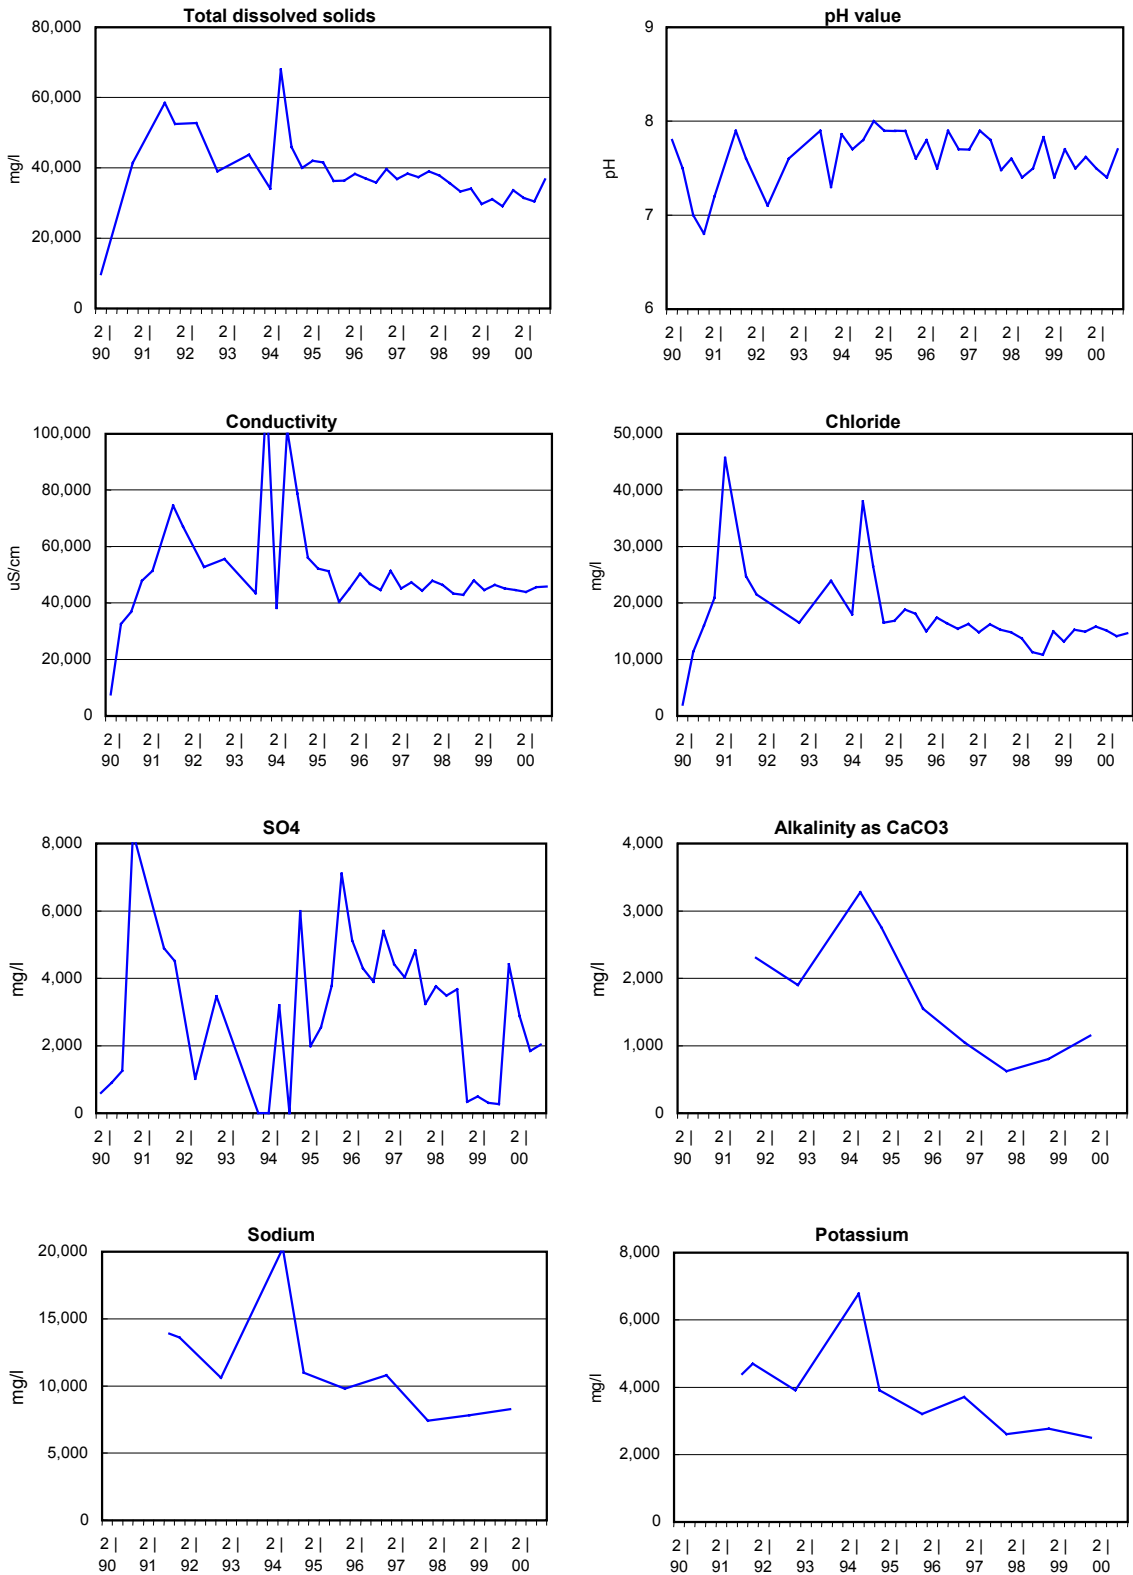 Total dissolved solids
80,000
60,000
40,000
20,000
0
mg/l
2 | 2 | 2 | 2 | 2 | 2 | 2 | 2 | 2 | 2 | 2 |
90 91 92 93 94 95 96 97 98 99 00
pH value
9
8
7
6
pH
2 | 2 | 2 | 2 | 2 | 2 | 2 | 2 | 2 | 2 | 2 |
90 91 92 93 94 95 96 97 98 99 00
Conductivity
100,000
80,000
60,000
40,000
20,000
0
uS/cm
2 | 2 | 2 | 2 | 2 | 2 | 2 | 2 | 2 | 2 | 2 |
90 91 92 93 94 95 96 97 98 99 00
Chloride
50,000
40,000
30,000
20,000
10,000
0
mg/l
2 | 2 | 2 | 2 | 2 | 2 | 2 | 2 | 2 | 2 | 2 |
90 91 92 93 94 95 96 97 98 99 00
SO4
8,000
6,000
4,000
2,000
0
mg/l
2 | 2 | 2 | 2 | 2 | 2 | 2 | 2 | 2 | 2 | 2 |
90 91 92 93 94 95 96 97 98 99 00
Alkalinity as CaCO3
4,000
3,000
2,000
1,000
0
mg/l
2 | 2 | 2 | 2 | 2 | 2 | 2 | 2 | 2 | 2 | 2 |
90 91 92 93 94 95 96 97 98 99 00
Sodium
20,000
15,000
10,000
5,000
0
mg/l
2 | 2 | 2 | 2 | 2 | 2 | 2 | 2 | 2 | 2 | 2 |
90 91 92 93 94 95 96 97 98 99 00
Potassium
8,000
6,000
4,000
2,000
0
mg/l
2 | 2 | 2 | 2 | 2 | 2 | 2 | 2 | 2 | 2 | 2 |
90 91 92 93 94 95 96 97 98 99 00